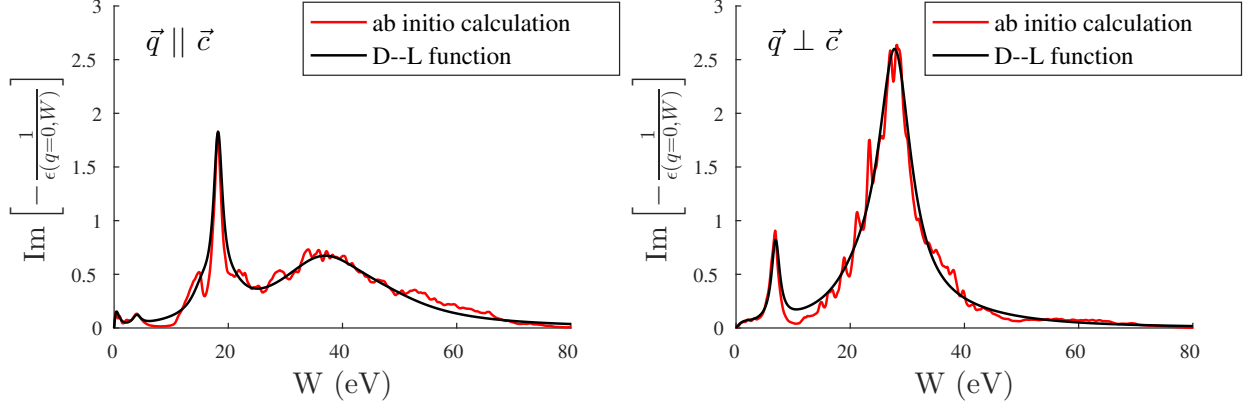 3
2.5
2
1.5
1
0.5
0
0
20
40
60
80
W (eV)
Im [ − 1 / ϵ(q=0,W) ]
q⃗ || c⃗
ab initio calculation
D--L function
3
2.5
2
1.5
1
0.5
0
0
20
40
60
80
W (eV)
Im [ − 1 / ϵ(q=0,W) ]
q⃗ ⊥ c⃗
ab initio calculation
D--L function